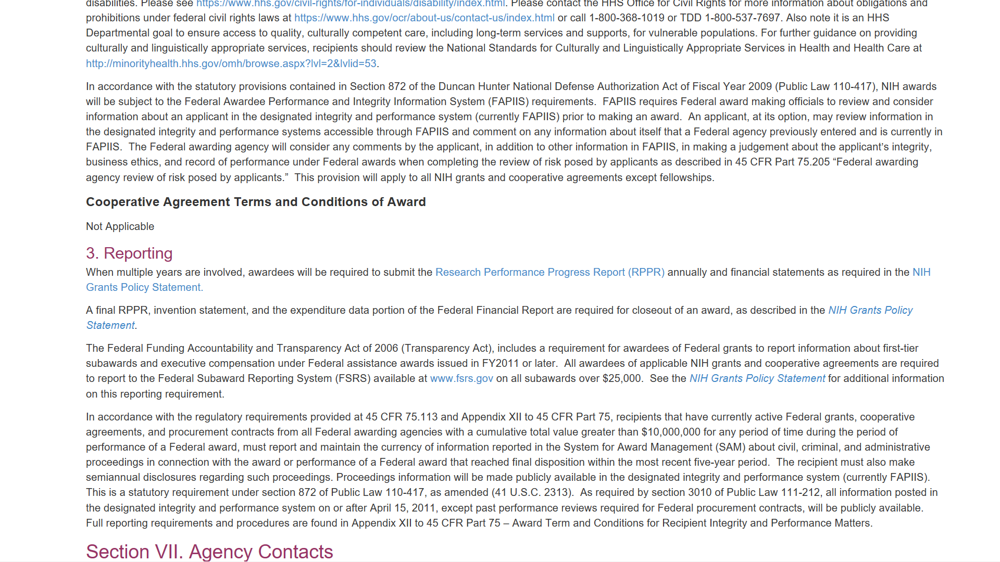 disabilities. Please see https://www.hhs.gov/civil-rights/for-individuals/disability/index.html. Please contact the HHS Office for Civil Rights for more information about obligations and
prohibitions under federal civil rights laws at https://www.hhs.gov/ocr/about-us/contact-us/index.html or call 1-800-368-1019 or TDD 1-800-537-7697. Also note it is an HHS
Departmental goal to ensure access to quality, culturally competent care, including long-term services and supports, for vulnerable populations. For further guidance on providing
culturally and linguistically appropriate services, recipients should review the National Standards for Culturally and Linguistically Appropriate Services in Health and Health Care at
http://minorityhealth.hhs.gov/omh/browse.aspx?lvl=2&lvlid=53.
In accordance with the statutory provisions contained in Section 872 of the Duncan Hunter National Defense Authorization Act of Fiscal Year 2009 (Public Law 110-417), NIH awards
will be subject to the Federal Awardee Performance and Integrity Information System (FAPIIS) requirements.  FAPIIS requires Federal award making officials to review and consider
information about an applicant in the designated integrity and performance system (currently FAPIIS) prior to making an award.  An applicant, at its option, may review information in
the designated integrity and performance systems accessible through FAPIIS and comment on any information about itself that a Federal agency previously entered and is currently in
FAPIIS.  The Federal awarding agency will consider any comments by the applicant, in addition to other information in FAPIIS, in making a judgement about the applicant’s integrity,
business ethics, and record of performance under Federal awards when completing the review of risk posed by applicants as described in 45 CFR Part 75.205 “Federal awarding
agency review of risk posed by applicants.”  This provision will apply to all NIH grants and cooperative agreements except fellowships.
Cooperative Agreement Terms and Conditions of Award
Not Applicable
3. Reporting
When multiple years are involved, awardees will be required to submit the Research Performance Progress Report (RPPR) annually and financial statements as required in the NIH
Grants Policy Statement.
A final RPPR, invention statement, and the expenditure data portion of the Federal Financial Report are required for closeout of an award, as described in the NIH Grants Policy
Statement.
The Federal Funding Accountability and Transparency Act of 2006 (Transparency Act), includes a requirement for awardees of Federal grants to report information about first-tier
subawards and executive compensation under Federal assistance awards issued in FY2011 or later.  All awardees of applicable NIH grants and cooperative agreements are required
to report to the Federal Subaward Reporting System (FSRS) available at www.fsrs.gov on all subawards over $25,000.  See the NIH Grants Policy Statement for additional information
on this reporting requirement.
In accordance with the regulatory requirements provided at 45 CFR 75.113 and Appendix XII to 45 CFR Part 75, recipients that have currently active Federal grants, cooperative
agreements, and procurement contracts from all Federal awarding agencies with a cumulative total value greater than $10,000,000 for any period of time during the period of
performance of a Federal award, must report and maintain the currency of information reported in the System for Award Management (SAM) about civil, criminal, and administrative
proceedings in connection with the award or performance of a Federal award that reached final disposition within the most recent five-year period.  The recipient must also make
semiannual disclosures regarding such proceedings. Proceedings information will be made publicly available in the designated integrity and performance system (currently FAPIIS).
This is a statutory requirement under section 872 of Public Law 110-417, as amended (41 U.S.C. 2313).  As required by section 3010 of Public Law 111-212, all information posted in
the designated integrity and performance system on or after April 15, 2011, except past performance reviews required for Federal procurement contracts, will be publicly available.
Full reporting requirements and procedures are found in Appendix XII to 45 CFR Part 75 – Award Term and Conditions for Recipient Integrity and Performance Matters.
Section VII. Agency Contacts